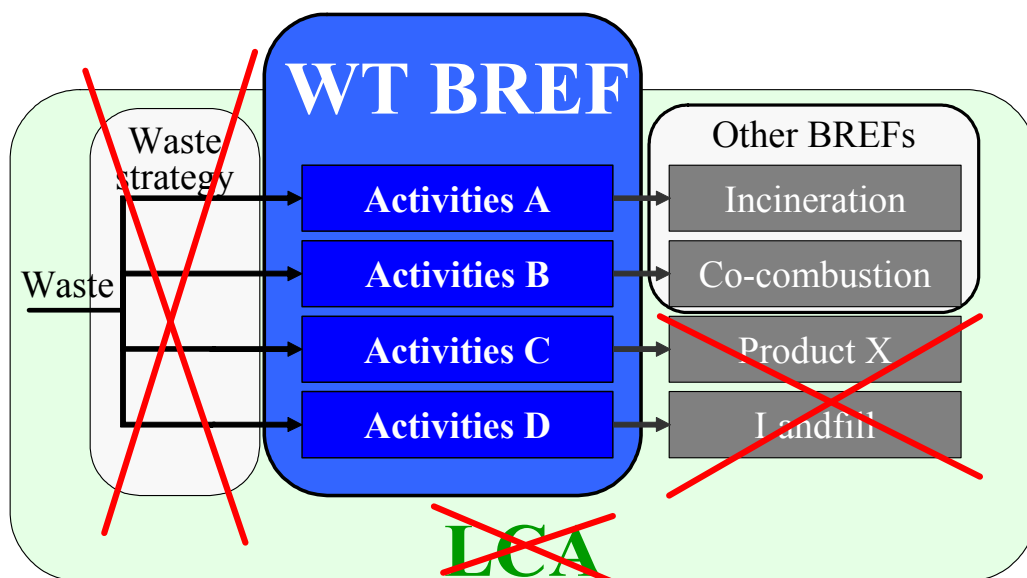 WT BREF
Waste
strategy
Other BREFs
Activities A
Incineration
Activities B
Co-combustion
Waste
Activities C
Product X
Activities D
Landfill
LCA